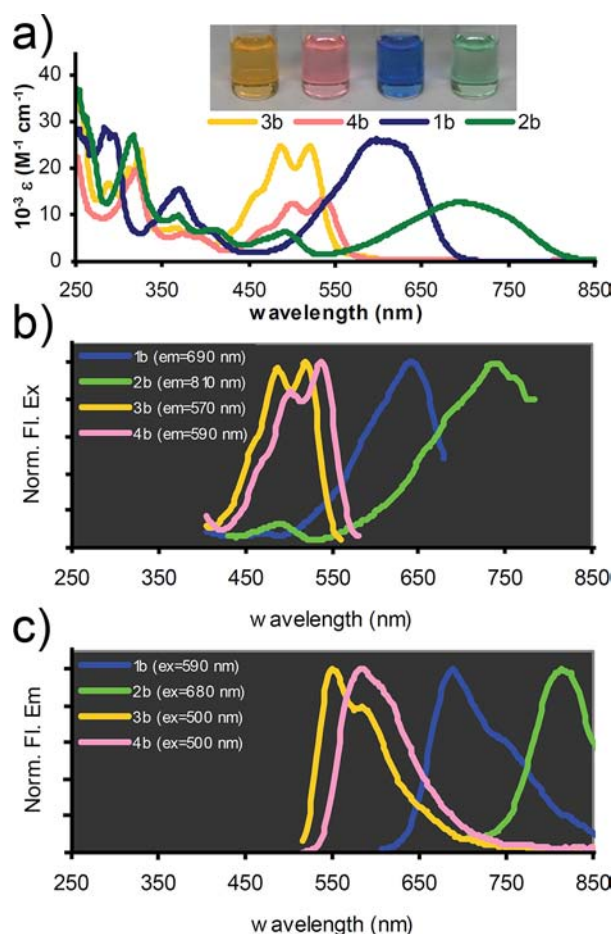 a)
3b 4b 1b 2b
10⁻³ ε (M⁻¹ cm⁻¹)
40
30
20
10
0
250 350 450 550 650 750 850
wavelength (nm)
b)
1b (em=690 nm)
2b (em=810 nm)
3b (em=570 nm)
4b (em=590 nm)
Norm. Fl. Ex
250 350 450 550 650 750 850
wavelength (nm)
c)
1b (ex=590 nm)
2b (ex=680 nm)
3b (ex=500 nm)
4b (ex=500 nm)
Norm. Fl. Em
250 350 450 550 650 750 850
wavelength (nm)